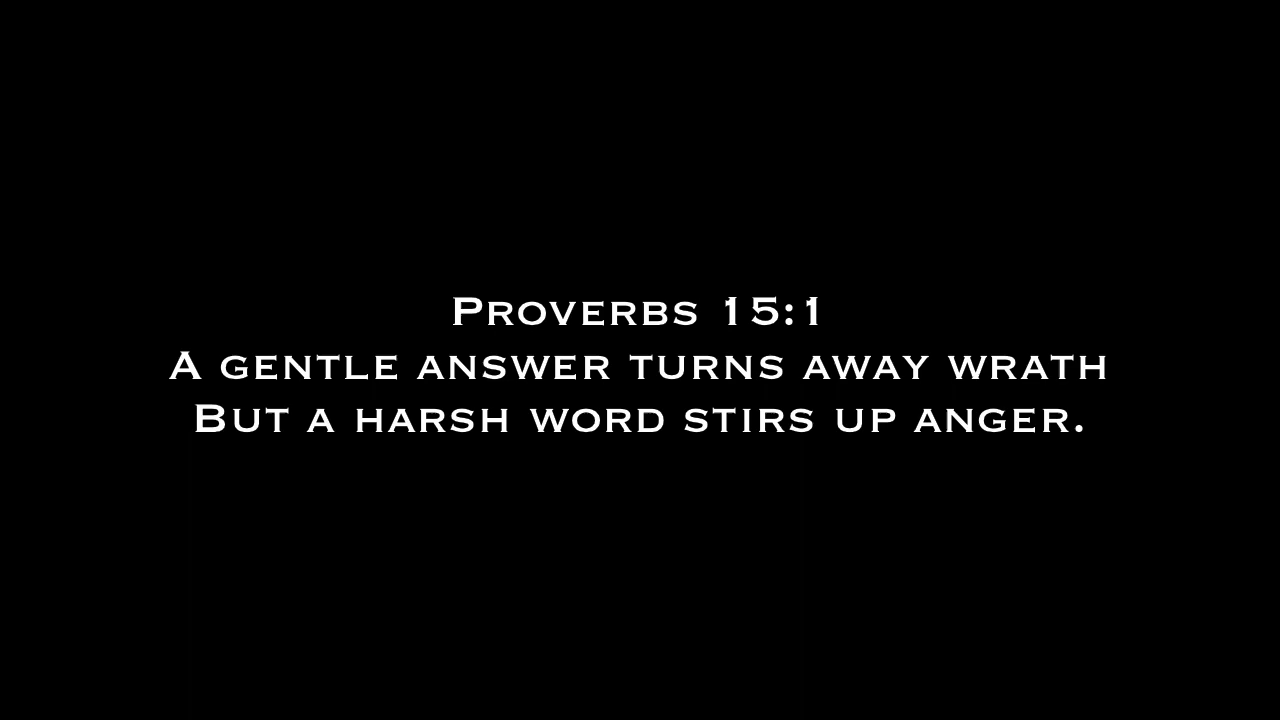 Proverbs 15:1
A gentle answer turns away wrath
But a harsh word stirs up anger.